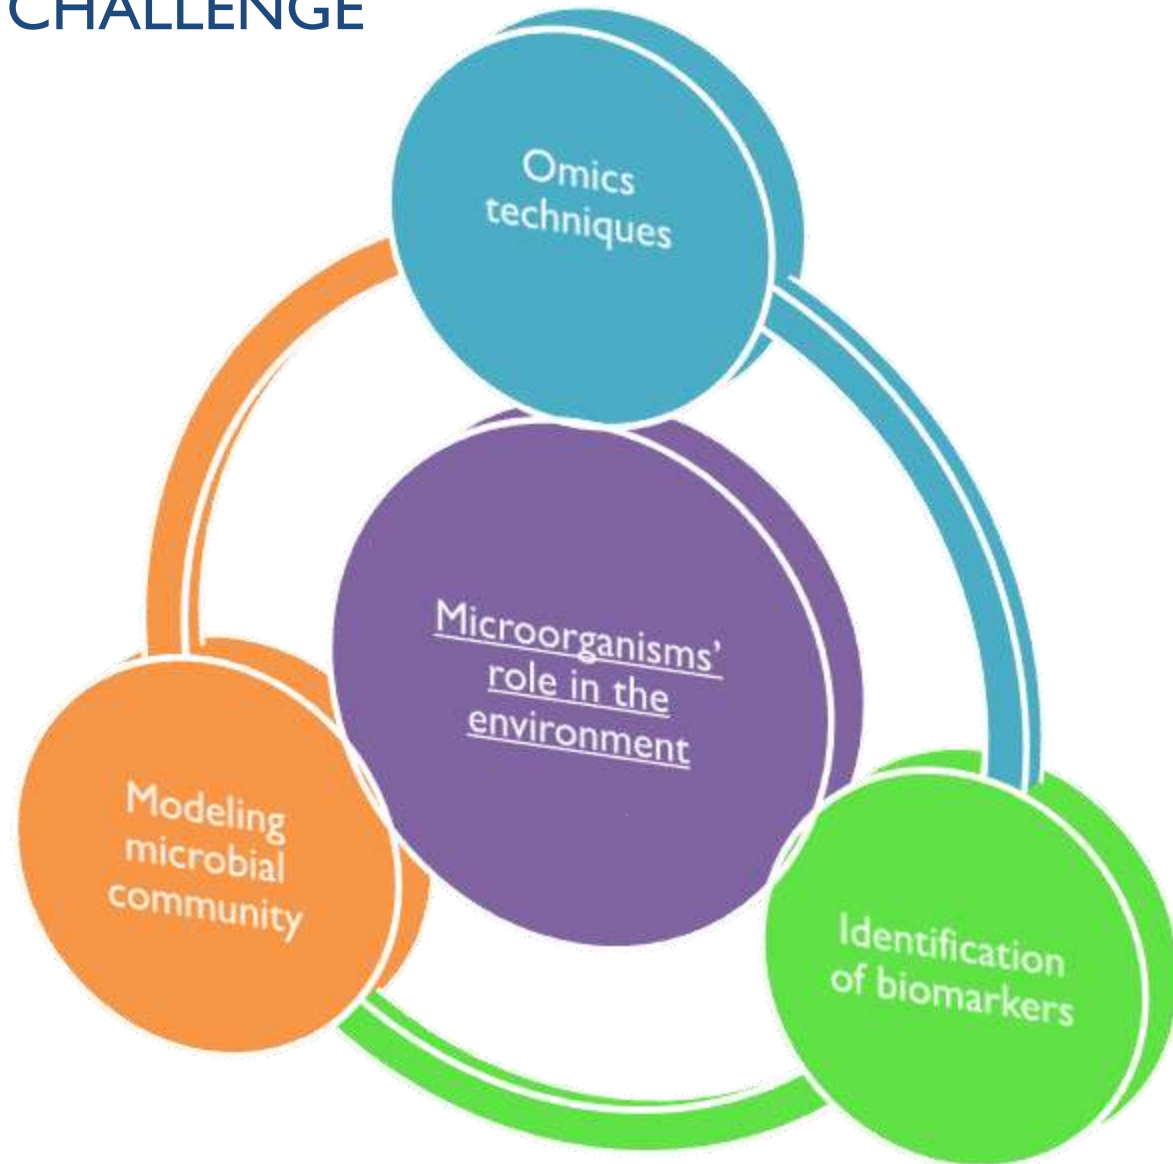 CHALLENGE
Omics
techniques
Microorganisms’
role in the
environment
Modeling
microbial
community
Identification
of biomarkers